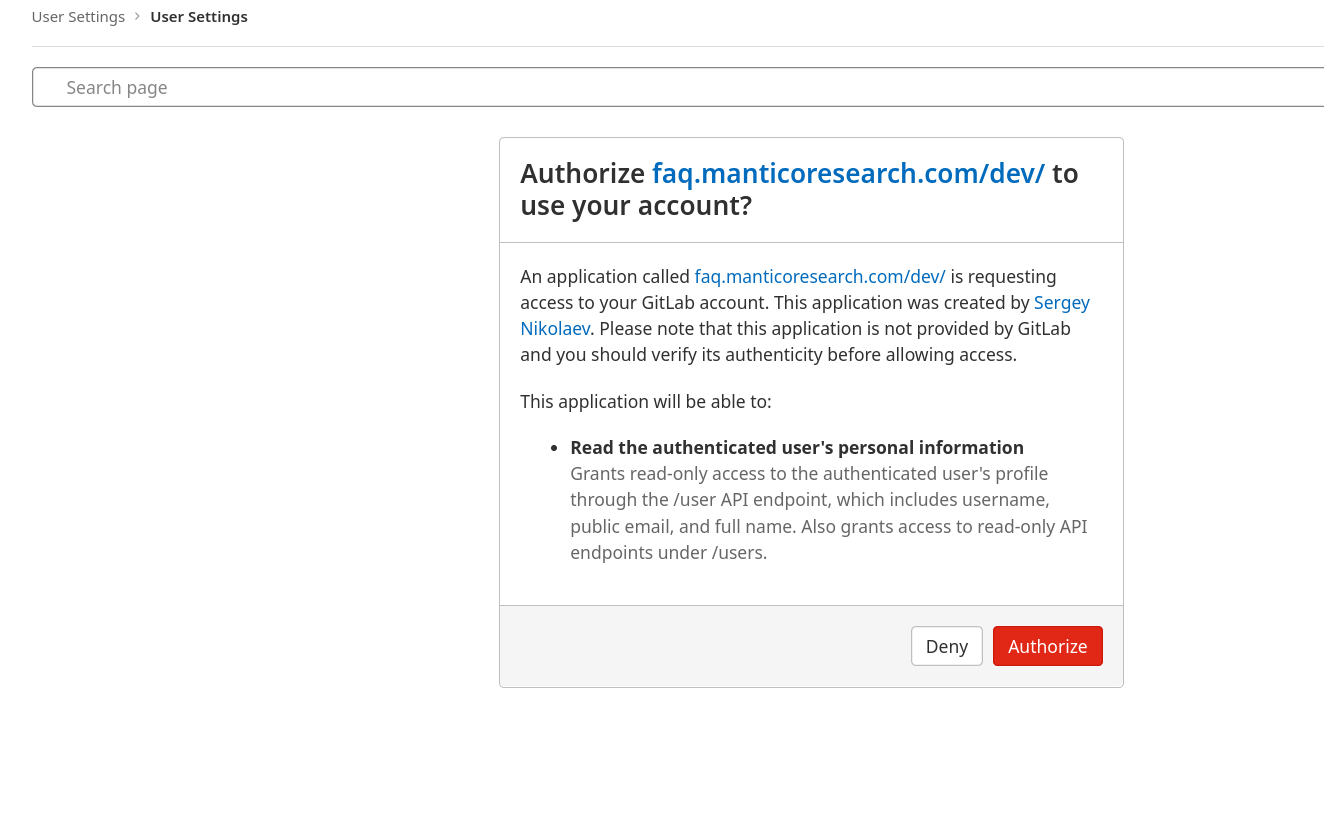 User Settings > User Settings
Search page
Authorize faq.manticoresearch.com/dev/ to
use your account?
An application called faq.manticoresearch.com/dev/ is requesting
access to your GitLab account. This application was created by Sergey
Nikolaev. Please note that this application is not provided by GitLab
and you should verify its authenticity before allowing access.
This application will be able to:
• Read the authenticated user's personal information
Grants read-only access to the authenticated user's profile
through the /user API endpoint, which includes username,
public email, and full name. Also grants access to read-only API
endpoints under /users.
Deny Authorize